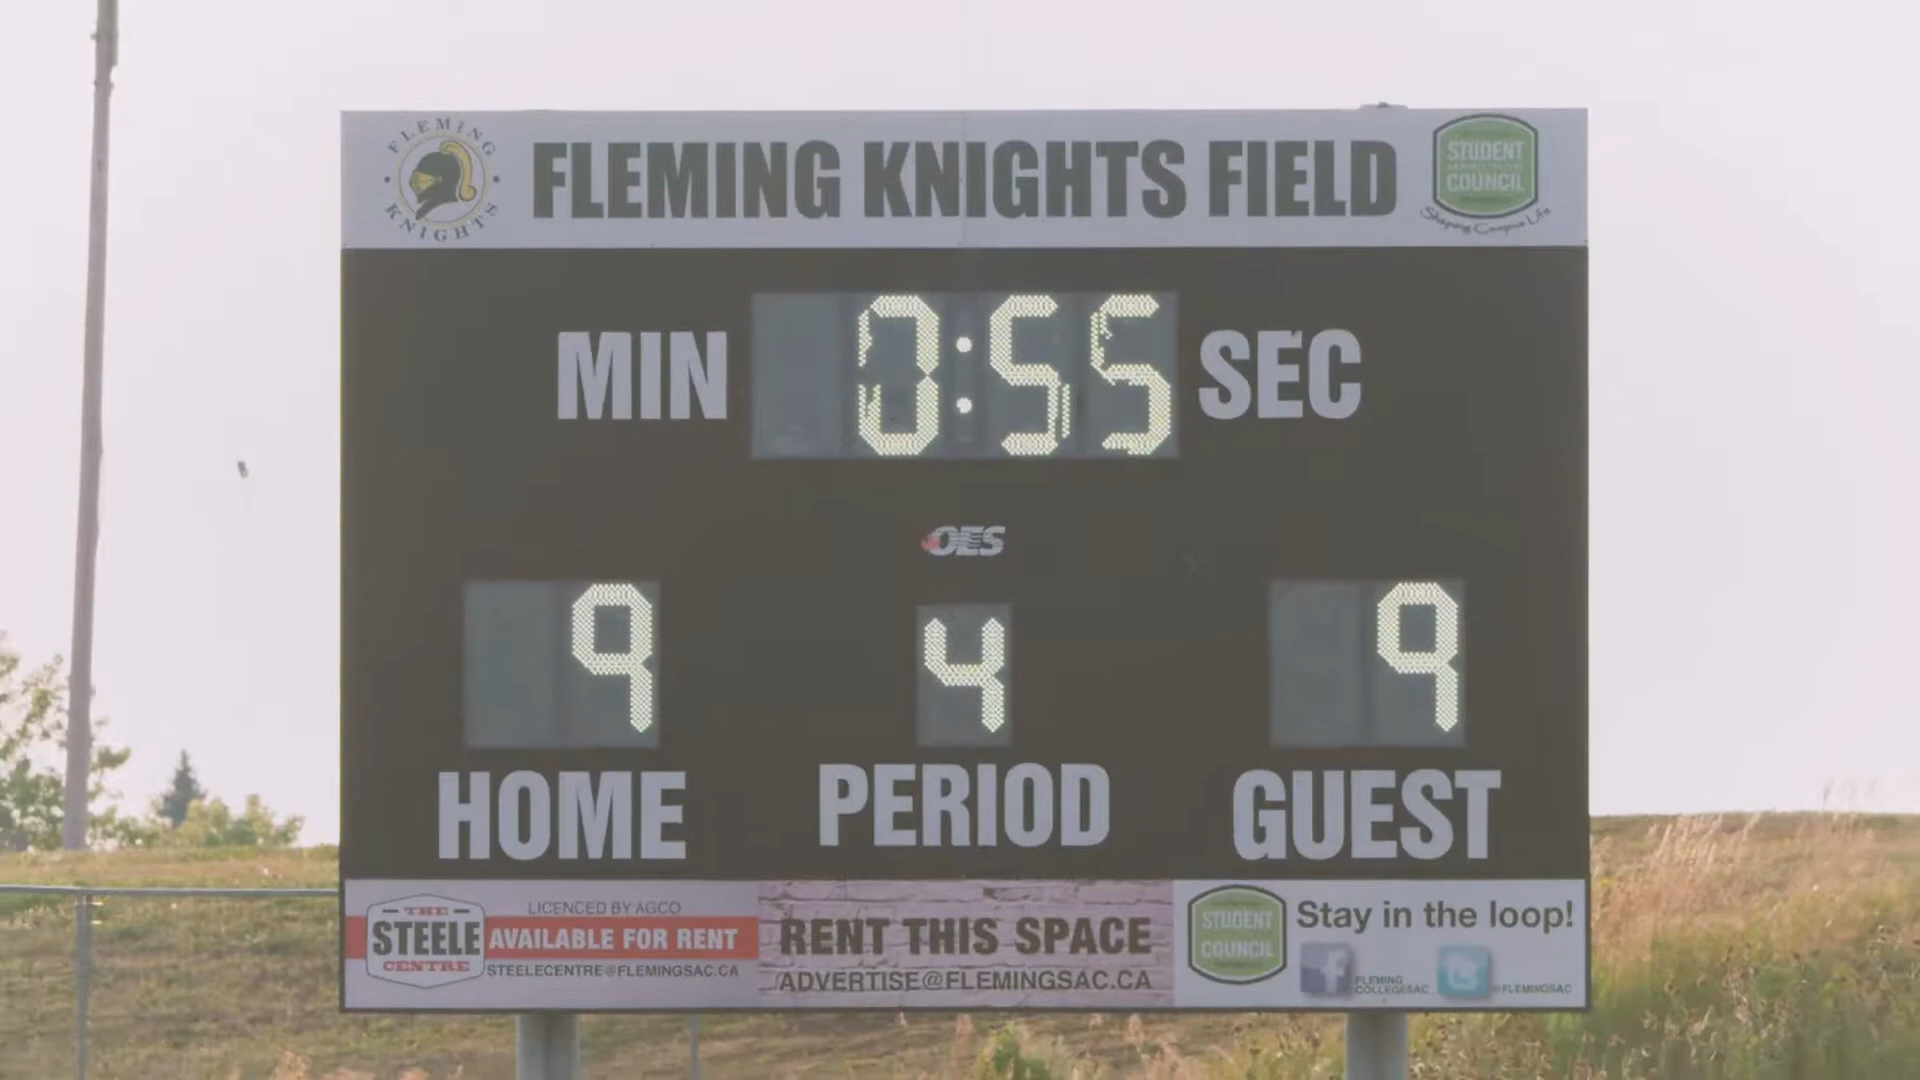 FLEMING KNIGHTS
FLEMING KNIGHTS FIELD
STUDENT
COUNCIL
Shaping Campus Life
MIN 0:55 SEC
OES
9 4 9
HOME PERIOD GUEST
THE
STEELE
CENTRE
LICENCED BY AGCO
AVAILABLE FOR RENT
STEELECENTRE@FLEMINGSAC.CA
RENT THIS SPACE
ADVERTISE@FLEMINGSAC.CA
STUDENT
COUNCIL
Stay in the loop!
FLEMING
COLLEGESAC
@FLEMINGSAC